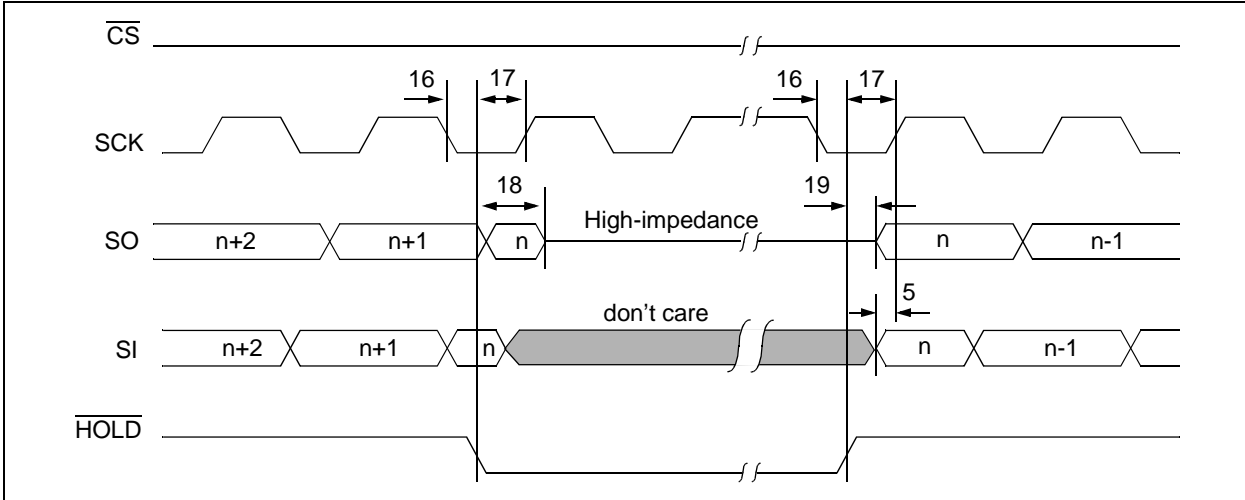 CS
16 17 16 17
SCK
18 19
High-impedance
SO n+2 n+1 n n n-1
5
don't care
SI n+2 n+1 n n n-1
HOLD